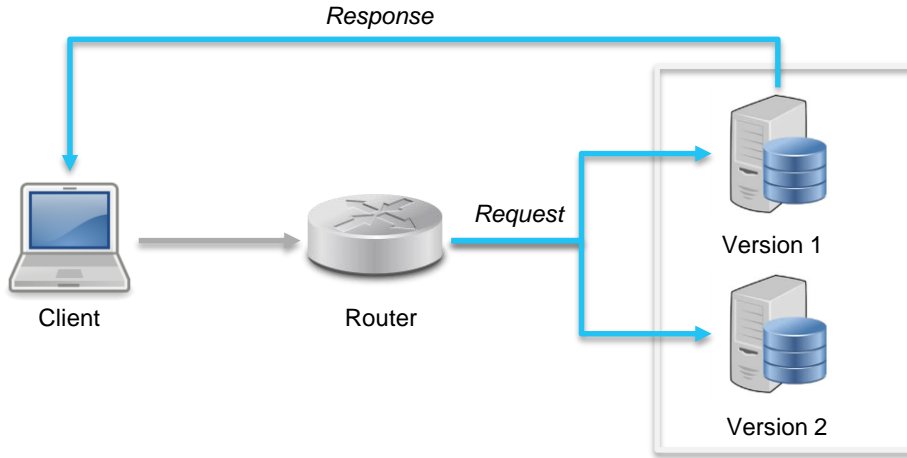 Response
Request
Version 1
Client
Router
Version 2